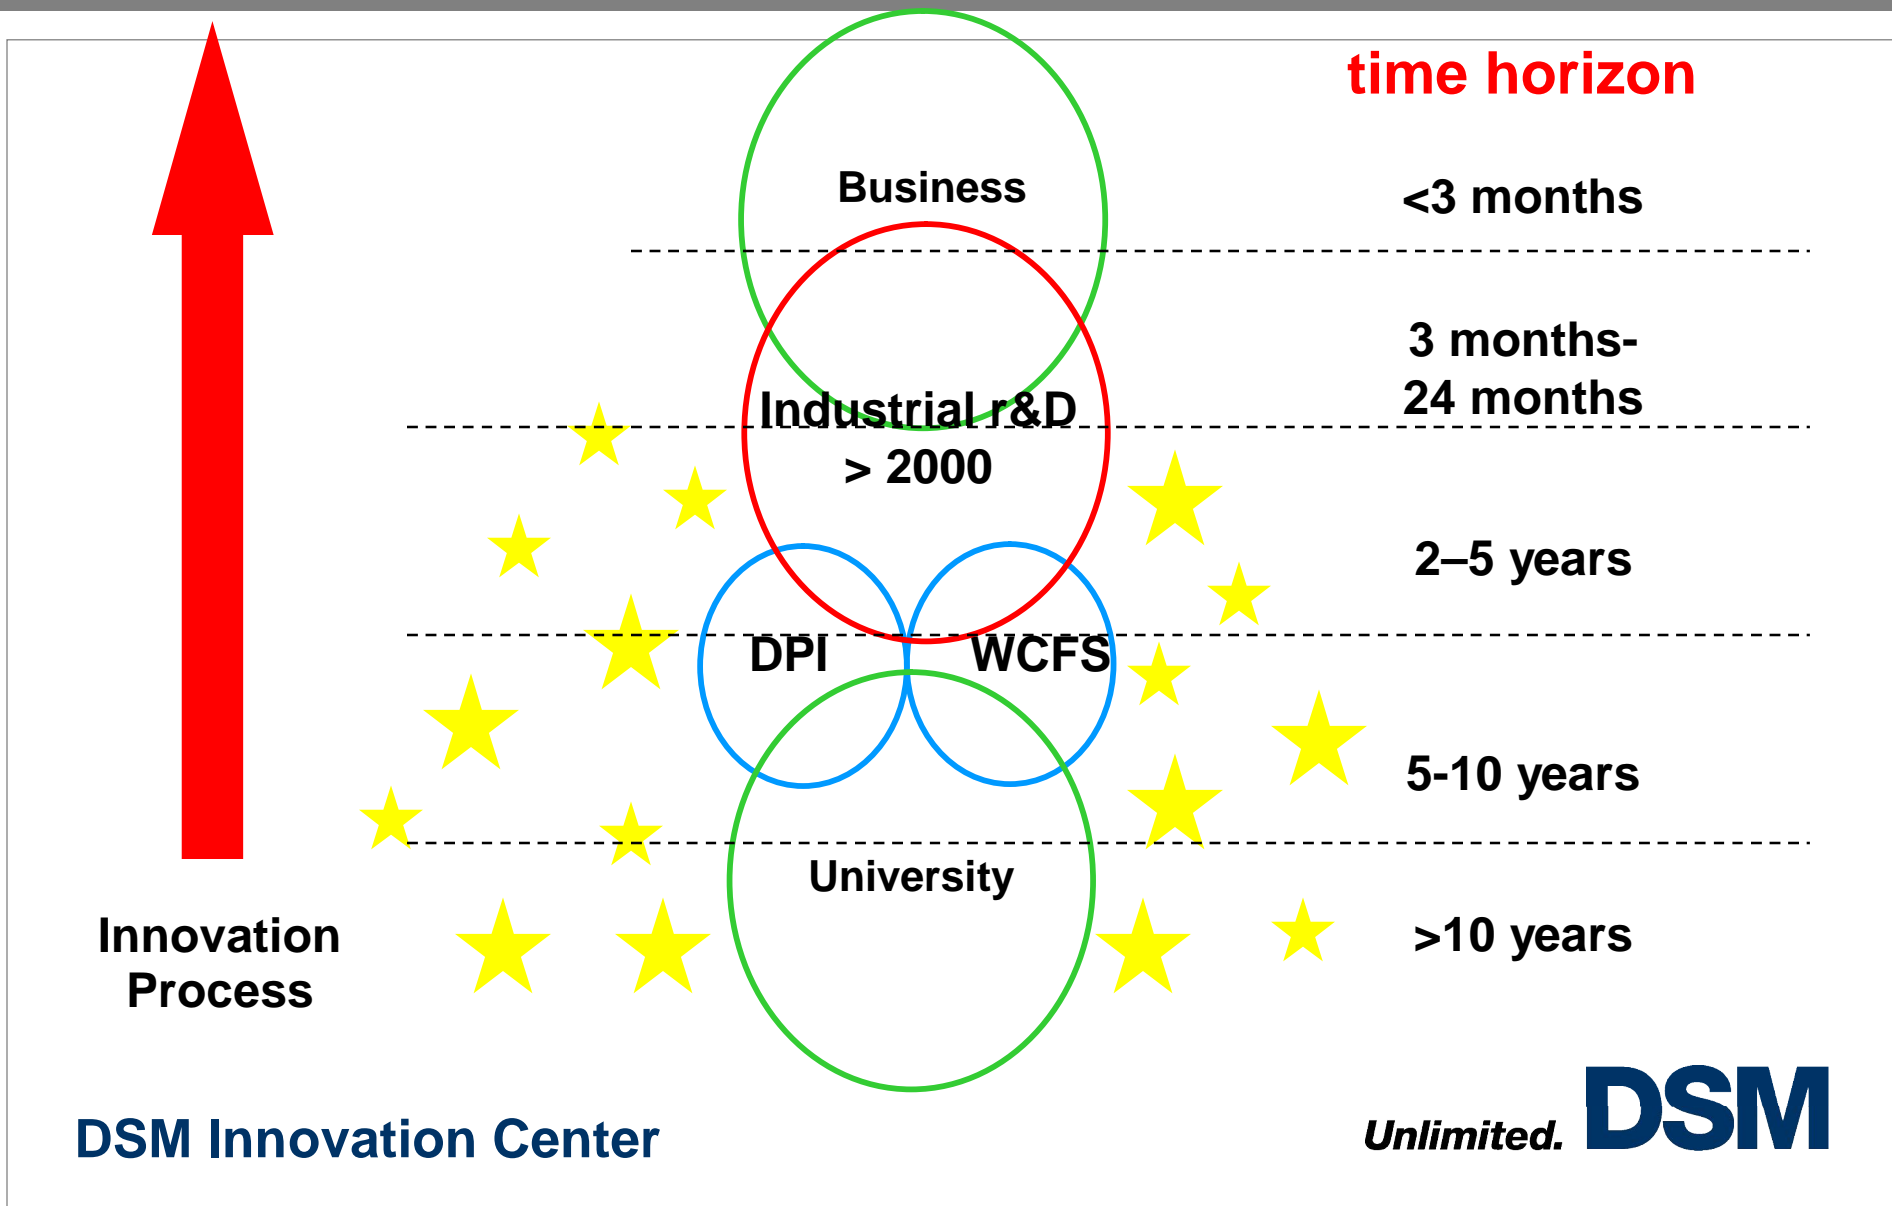 time horizon
Business
<3 months
3 months-
24 months
Industrial r&D
> 2000
2–5 years
DPI
WCFS
5-10 years
University
Innovation
Process
>10 years
DSM Innovation Center
Unlimited. DSM